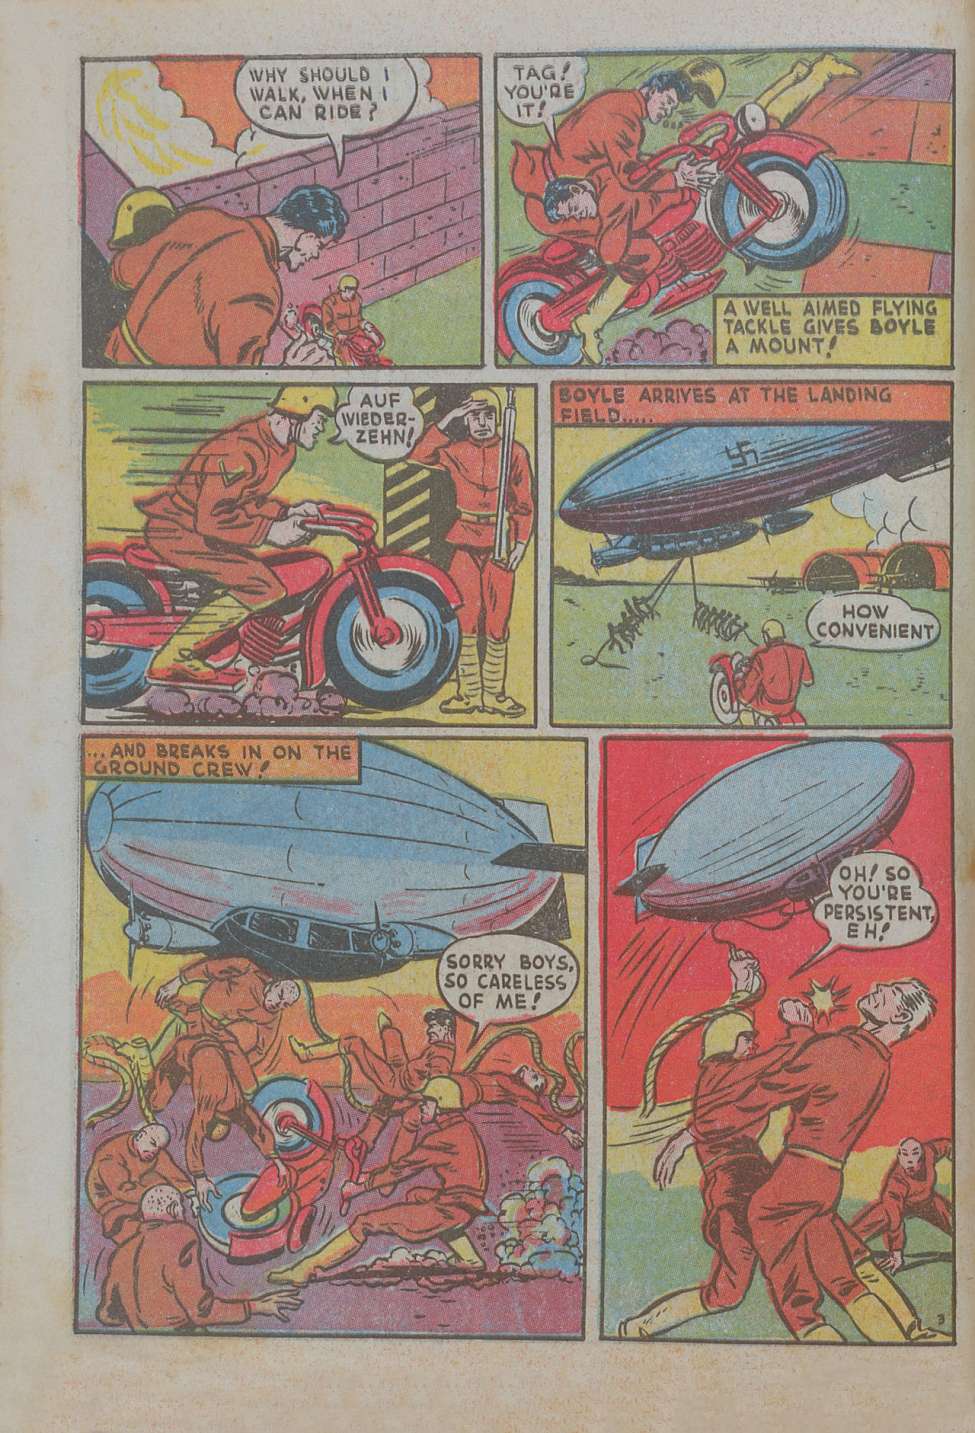 WHY SHOULD I
WALK, WHEN I
CAN RIDE?
TAG!
YOU'RE
IT!
GAP
A WELL AIMED FLYING
TACKLE GIVES BOYLE
A MOUNT!
AUF
WIEDER-
ZEHN!
BOYLE ARRIVES AT THE LANDING
FIELD.....
HOW
CONVENIENT
...AND BREAKS IN ON THE
GROUND CREW!
SORRY BOYS,
SO CARELESS
OF ME!
OH! SO
YOU'RE
PERSISTENT,
EH!
3